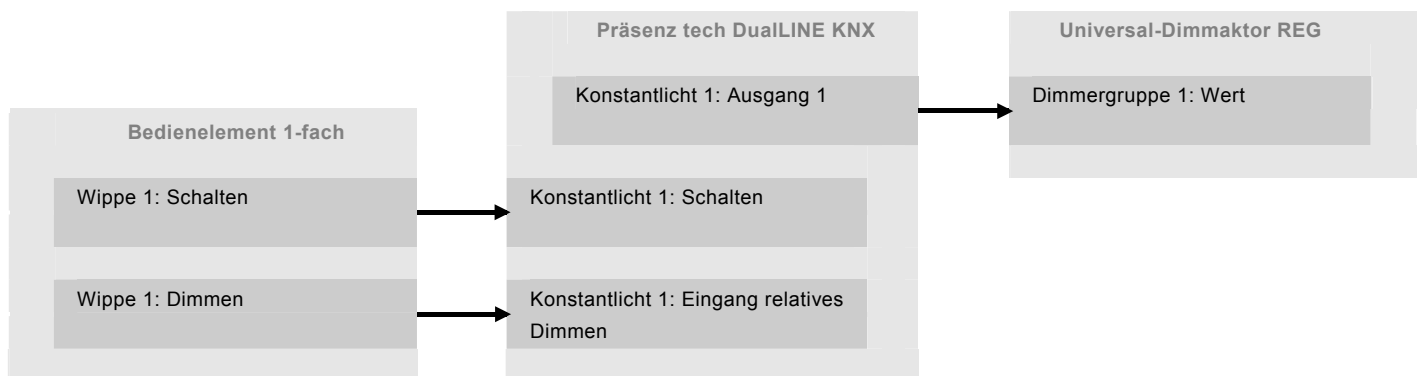 Präsenz tech DualLINE KNX
Universal-Dimmaktor REG
Konstantlicht 1: Ausgang 1
Dimmergruppe 1: Wert
Bedienelement 1-fach
Wippe 1: Schalten
Konstantlicht 1: Schalten
Wippe 1: Dimmen
Konstantlicht 1: Eingang relatives
Dimmen